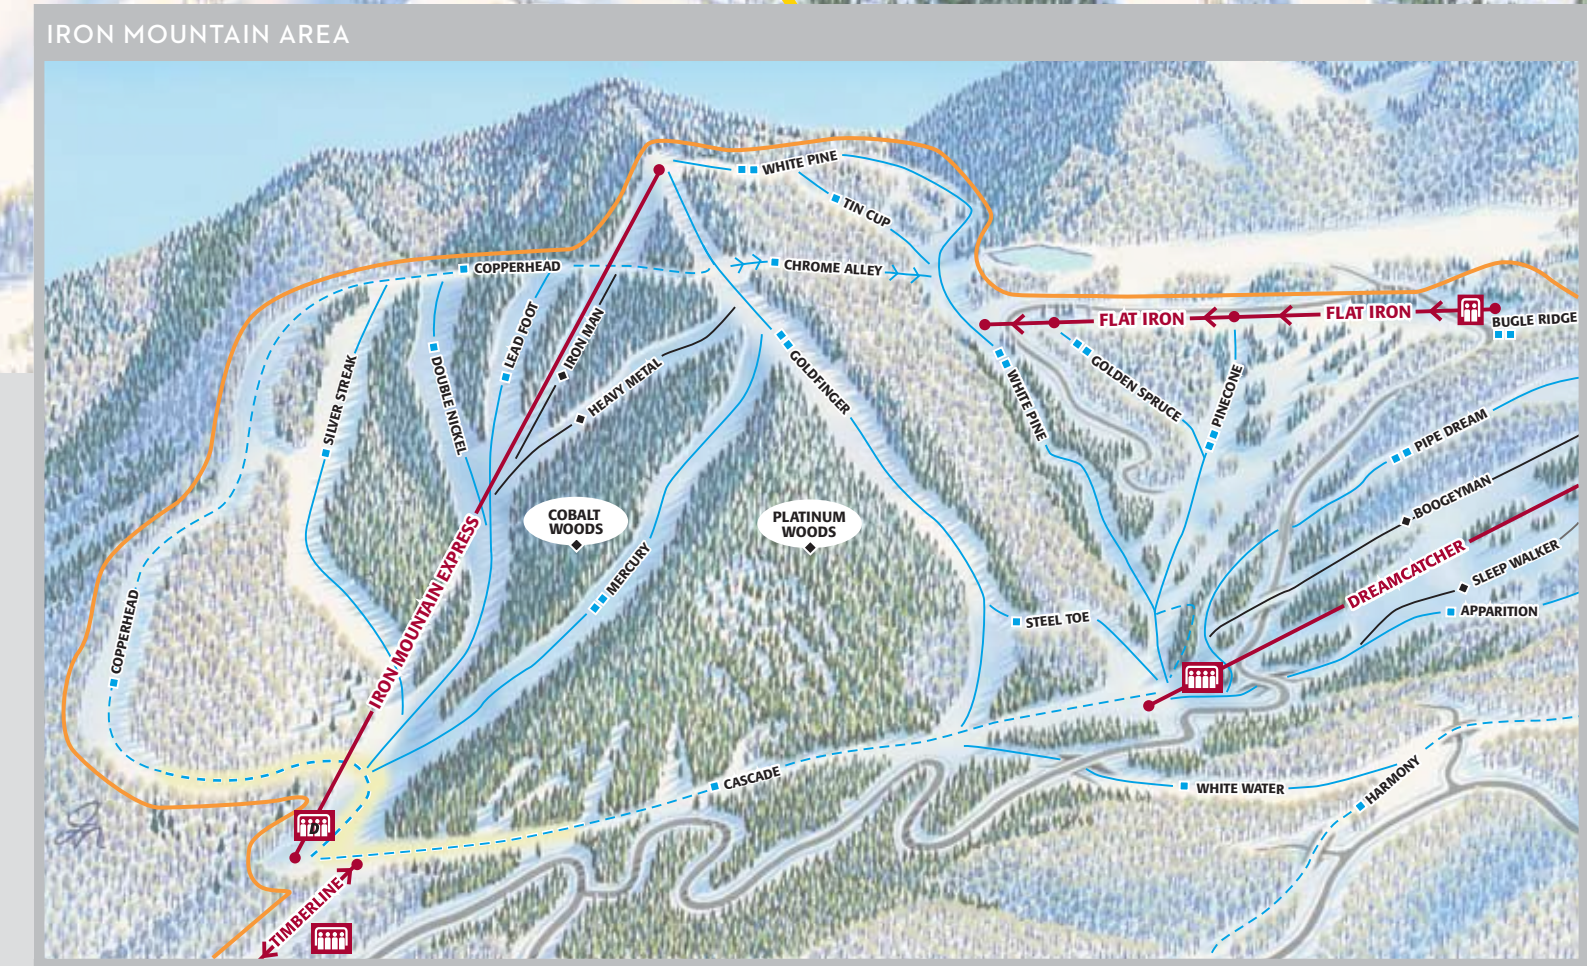 IRON MOUNTAIN AREA
WHITE PINE
TIN CUP
COPPERHEAD
CHROME ALLEY
FLAT IRON
FLAT IRON
BUGLE RIDGE
LEAD FOOT
IRON MAN
HEAVY METAL
SILVER STREAK
DOUBLE NICKEL
GOLDFINGER
WHITE PINE
GOLDEN SPRUCE
PINECONE
PIPE DREAM
BOOGEYMAN
COBALT
WOODS
PLATINUM
WOODS
MERCURY
IRON MOUNTAIN EXPRESS
DREAMCATCHER
SLEEP WALKER
APPARITION
COPPERHEAD
STEEL TOE
CASCADE
WHITE WATER
HARMONY
D
TIMBERLINE